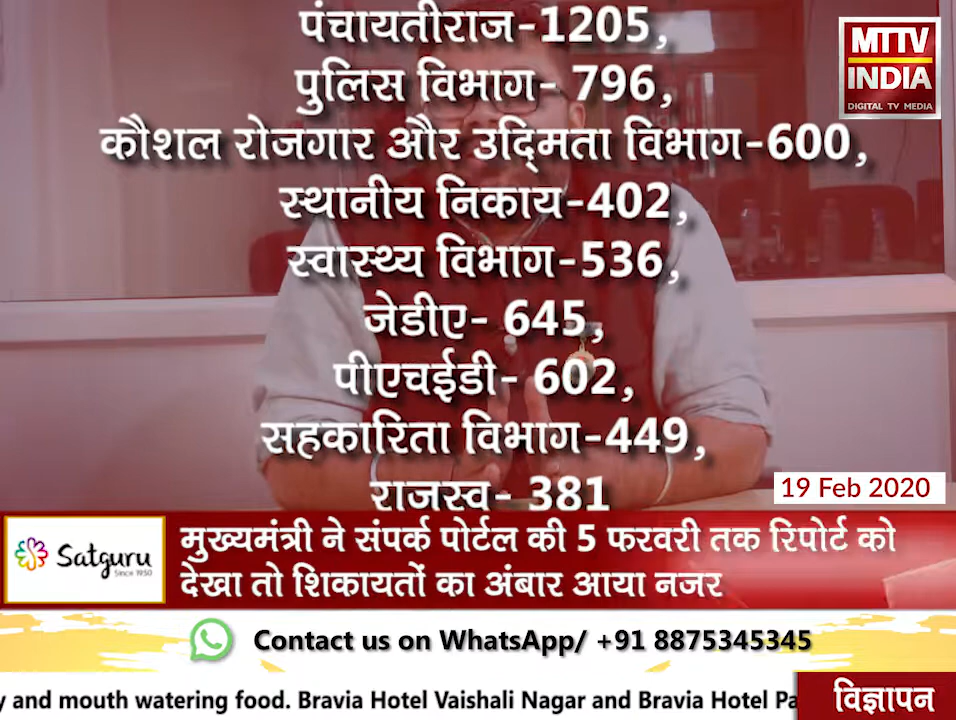 पंचायतीराज-1205,
पुलिस विभाग- 796,
कौशल रोजगार और उद्मिता विभाग-600,
स्थानीय निकाय-402,
स्वास्थ्य विभाग-536,
जेडीए- 645,
पीएचईडी- 602,
सहकारिता विभाग-449,
राजस्व- 381
MTTV
INDIA
DIGITAL TV MEDIA
19 Feb 2020
Satguru
Since 1950
मुख्यमंत्री ने संपर्क पोर्टल की 5 फरवरी तक रिपोर्ट को
देखा तो शिकायतों का अंबार आया नजर
Contact us on WhatsApp/ +91 8875345345
y and mouth watering food. Bravia Hotel Vaishali Nagar and Bravia Hotel Pa
विज्ञापन